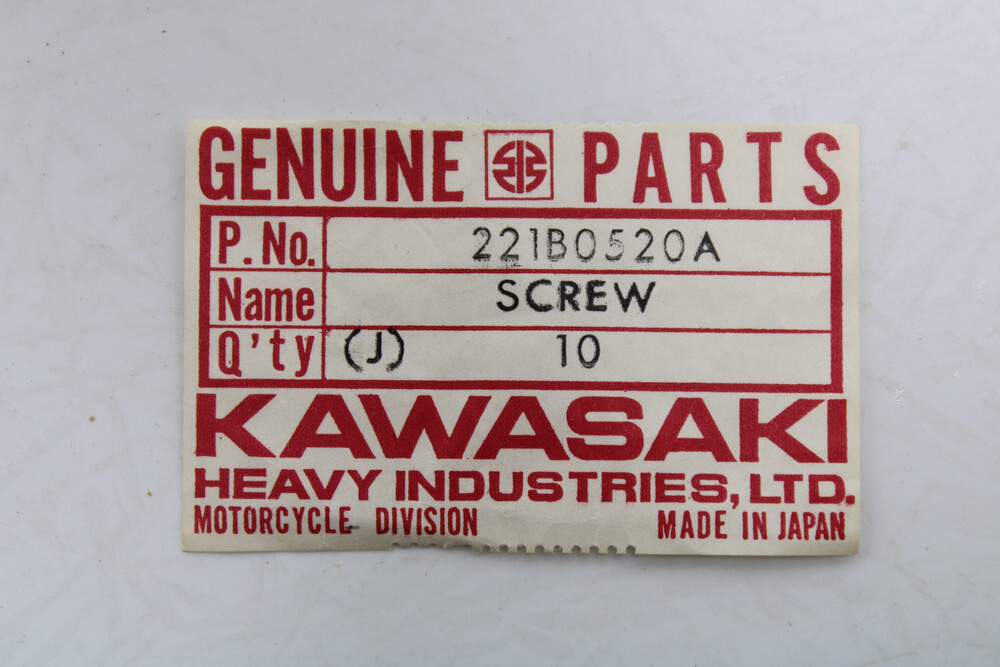 GENUINE PARTS
P. No. 221B0520A
Name SCREW
Q'ty (J) 10
KAWASAKI
HEAVY INDUSTRIES, LTD.
MOTORCYCLE DIVISION MADE IN JAPAN